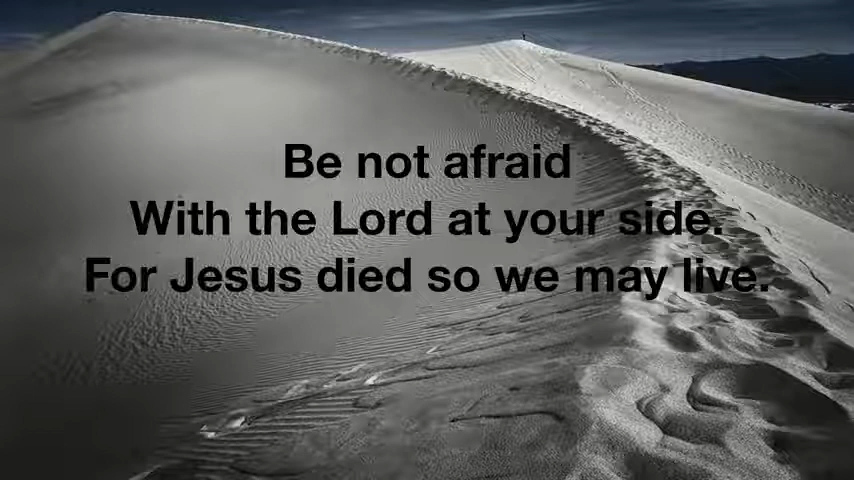 Be not afraid
With the Lord at your side.
For Jesus died so we may live.